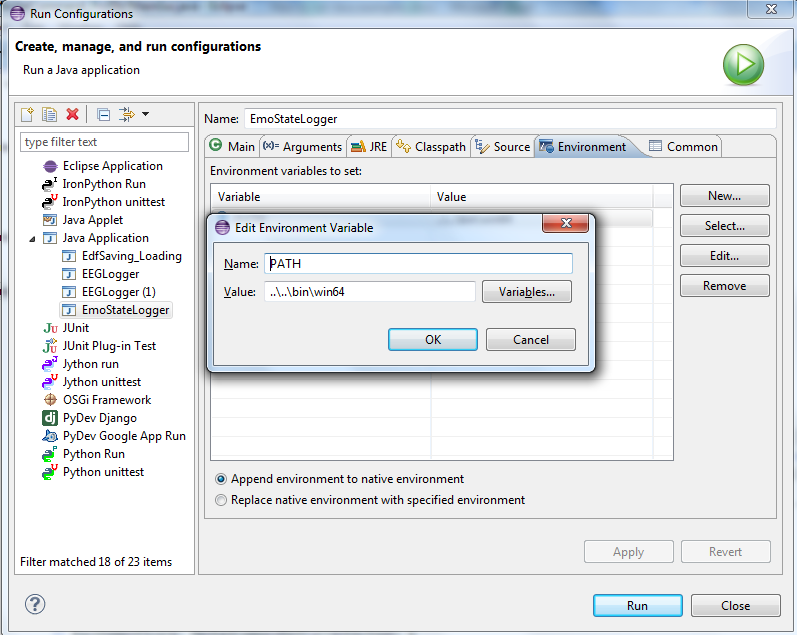 Run Configurations
Create, manage, and run configurations
Run a Java application
type filter text
Eclipse Application
IronPython Run
IronPython unittest
Java Applet
Java Application
EdfSaving_Loading
EEGLogger
EEGLogger (1)
EmoStateLogger
JUnit
JUnit Plug-in Test
Jython run
Jython unittest
OSGi Framework
PyDev Django
PyDev Google App Run
Python Run
Python unittest
Filter matched 18 of 23 items
Name: EmoStateLogger
Main (x)= Arguments JRE Classpath Source Environment Common
Environment variables to set:
Variable Value
New...
Select...
Edit...
Remove
Edit Environment Variable
Name: PATH
Value: ..\..\bin\win64 Variables...
OK Cancel
Append environment to native environment
Replace native environment with specified environment
Apply Revert
Run Close